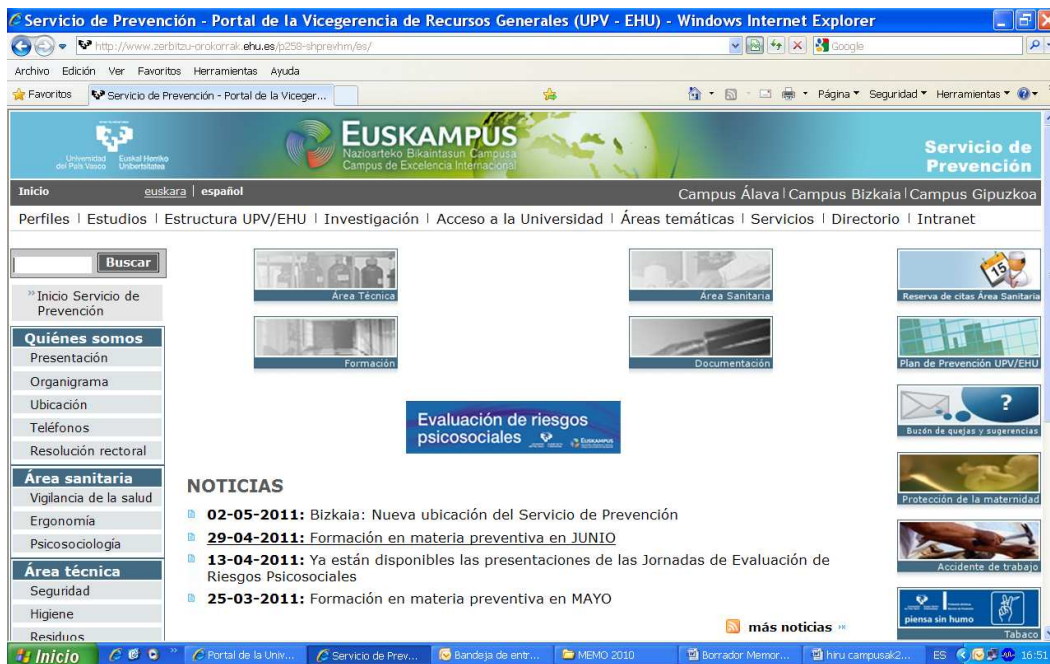 Servicio de Prevención - Portal de la Vicegerencia de Recursos Generales (UPV - EHU) - Windows Internet Explorer
http://www.zerbitzu-orokorrak.ehu.es/p258-shprevhm/es/
Google
Archivo Edición Ver Favoritos Herramientas Ayuda
Favoritos
Servicio de Prevención - Portal de la Viceger...
Página Seguridad Herramientas
Universidad del País Vasco
Euskal Herriko Unibertsitatea
EUSKAMPUS
Nazioarteko Bikaintasun Campusa
Campus de Excelencia Internacional
Servicio de
Prevención
Inicio euskara | español
Campus Álava | Campus Bizkaia | Campus Gipuzkoa
Perfiles | Estudios | Estructura UPV/EHU | Investigación | Acceso a la Universidad | Áreas temáticas | Servicios | Directorio | Intranet
Buscar
Inicio Servicio de
Prevención
Quiénes somos
Presentación
Organigrama
Ubicación
Teléfonos
Resolución rectoral
Área sanitaria
Vigilancia de la salud
Ergonomía
Psicosociología
Área técnica
Seguridad
Higiene
Residuos
Área Técnica
Área Sanitaria
Formación
Documentación
Evaluación de riesgos
psicosociales
EUSKAMPUS
NOTICIAS
02-05-2011: Bizkaia: Nueva ubicación del Servicio de Prevención
29-04-2011: Formación en materia preventiva en JUNIO
13-04-2011: Ya están disponibles las presentaciones de las Jornadas de Evaluación de
Riesgos Psicosociales
25-03-2011: Formación en materia preventiva en MAYO
más noticias
15
Reserva de citas Área Sanitaria
Plan de Prevención UPV/EHU
?
Buzón de quejas y sugerencias
Protección de la maternidad
Accidente de trabajo
piensa sin humo
Tabaco
Inicio
Portal de la Univ...
Servicio de Prev...
Bandeja de entr...
MEMO 2010
Borrador Memor...
hiru campusak2...
ES
16:51